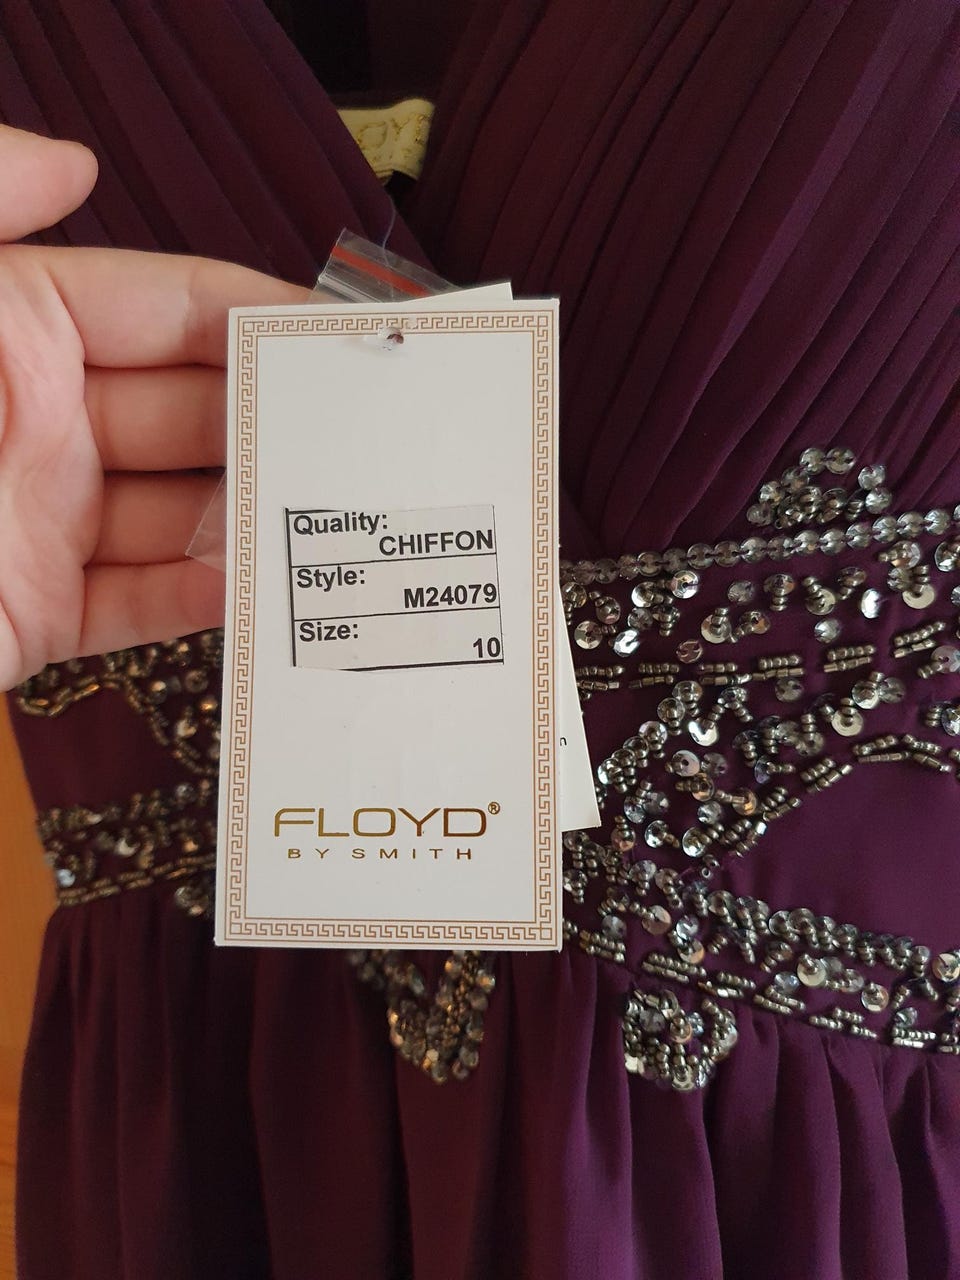 Quality:
CHIFFON
Style:
M24079
Size:
10
FLOYD®
BY SMITH